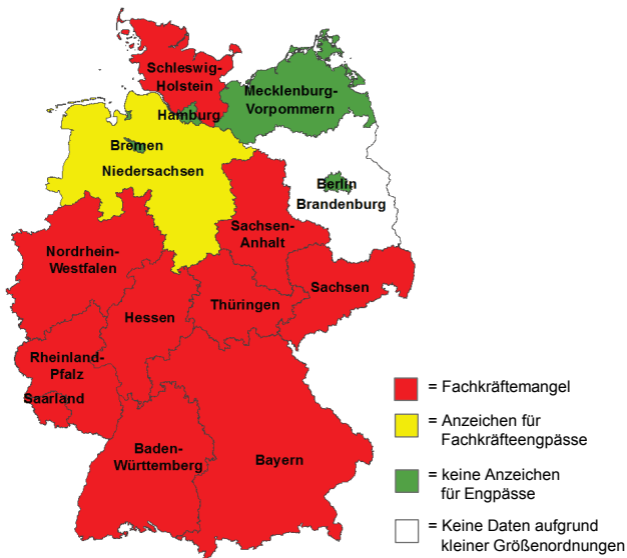 Schleswig-
Holstein
Mecklenburg-
Vorpommern
Hamburg
Bremen
Niedersachsen
Berlin
Brandenburg
Sachsen-
Anhalt
Nordrhein-
Westfalen
Sachsen
Thüringen
Hessen
Rheinland-
Pfalz
Saarland
Baden-
Württemberg
Bayern
= Fachkräftemangel
= Anzeichen für
Fachkräfteengpässe
= keine Anzeichen
für Engpässe
= Keine Daten aufgrund
kleiner Größenordnungen